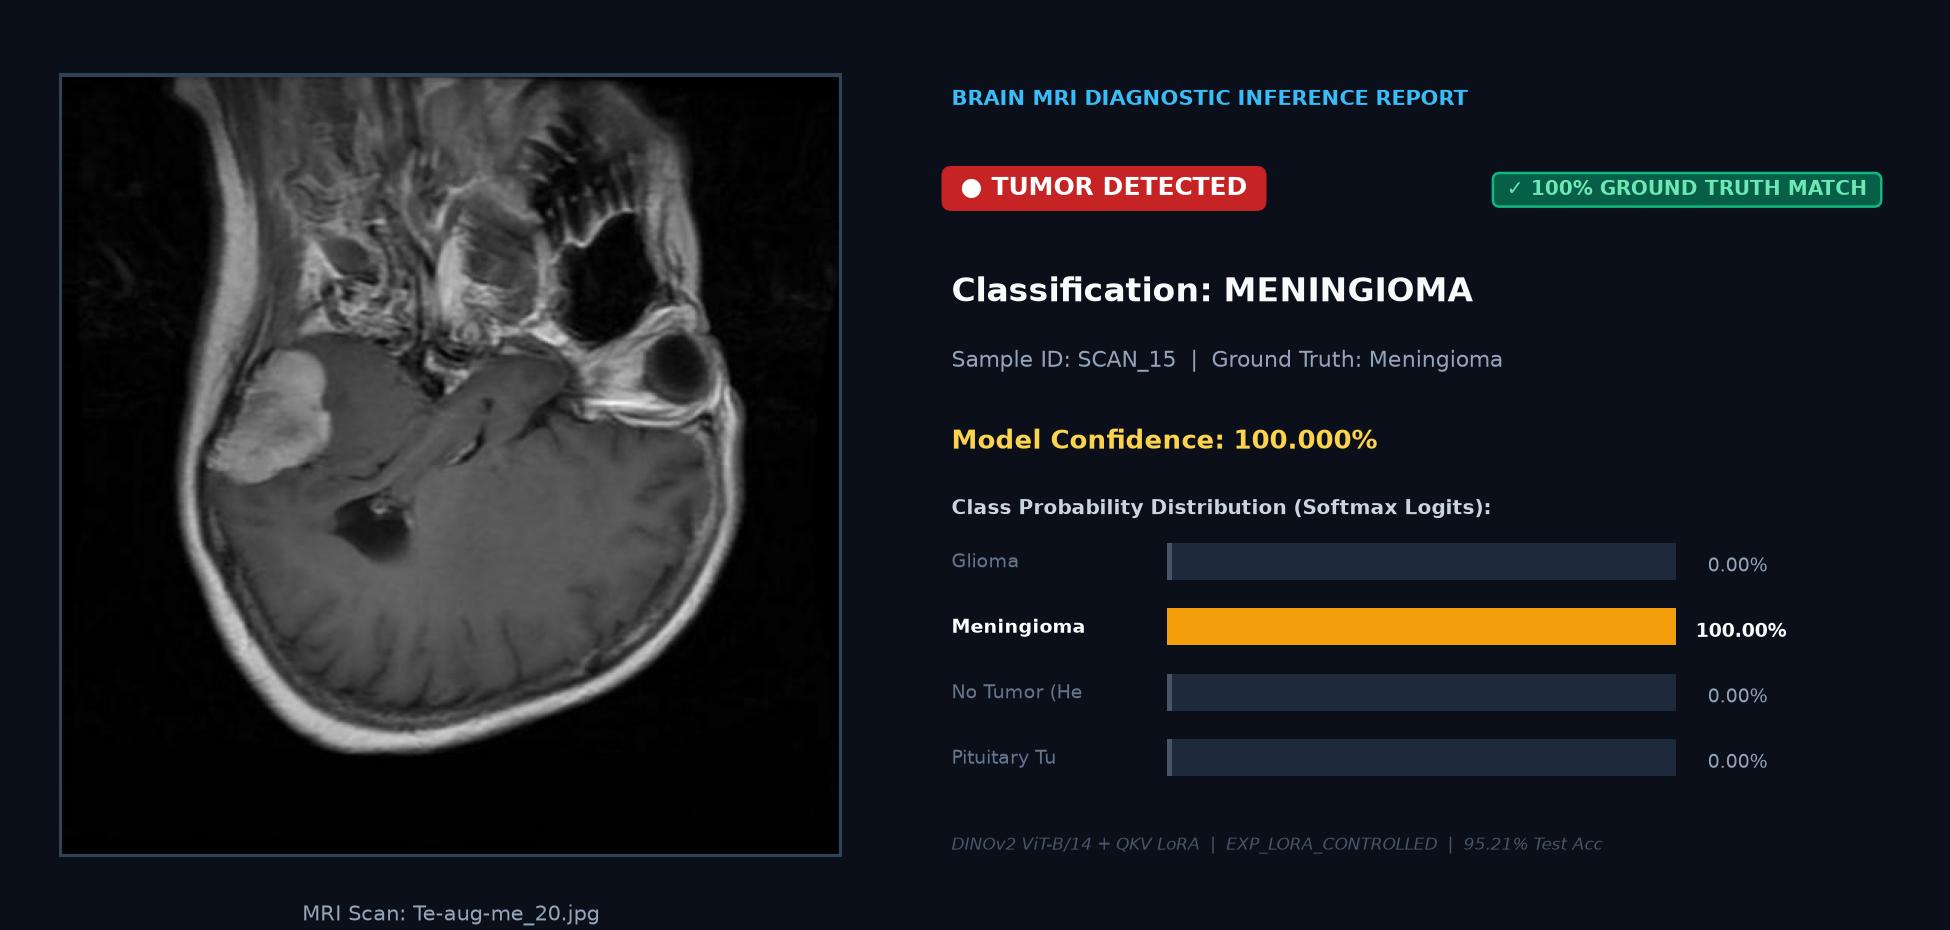 BRAIN MRI DIAGNOSTIC INFERENCE REPORT
● TUMOR DETECTED
✓ 100% GROUND TRUTH MATCH
Classification: MENINGIOMA
Sample ID: SCAN_15 | Ground Truth: Meningioma
Model Confidence: 100.000%
Class Probability Distribution (Softmax Logits):
Glioma 0.00%
Meningioma 100.00%
No Tumor (He 0.00%
Pituitary Tu 0.00%
DINOv2 ViT-B/14 + QKV LoRA | EXP_LORA_CONTROLLED | 95.21% Test Acc
MRI Scan: Te-aug-me_20.jpg